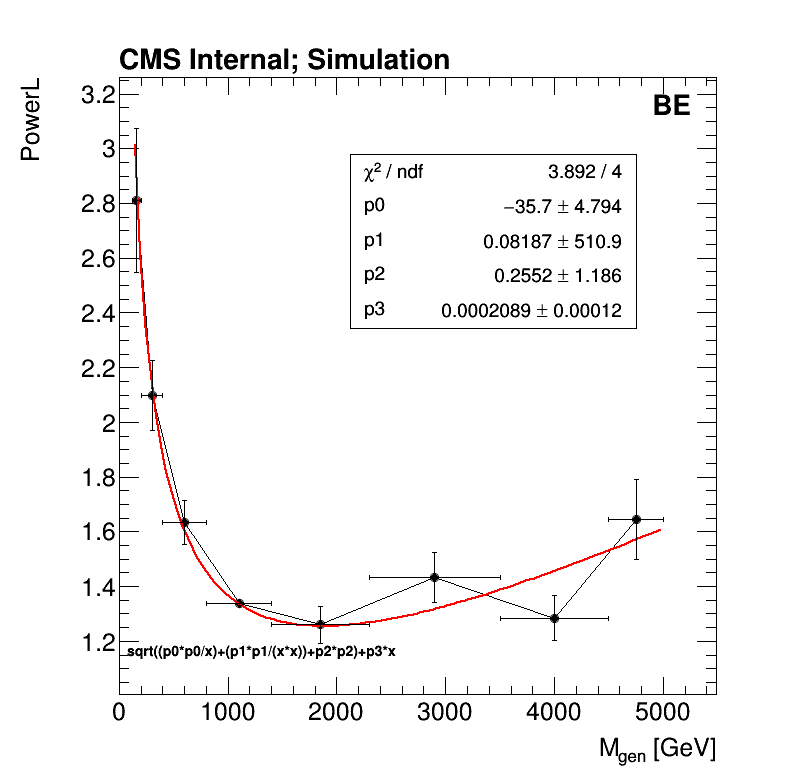 CMS Internal; Simulation
PowerL
BE
χ² / ndf 3.892 / 4
p0 −35.7 ± 4.794
p1 0.08187 ± 510.9
p2 0.2552 ± 1.186
p3 0.0002089 ± 0.00012
3.2
3
2.8
2.6
2.4
2.2
2
1.8
1.6
1.4
1.2
sqrt((p0*p0/x)+(p1*p1/(x*x))+p2*p2)+p3*x
0 1000 2000 3000 4000 5000
M_gen [GeV]